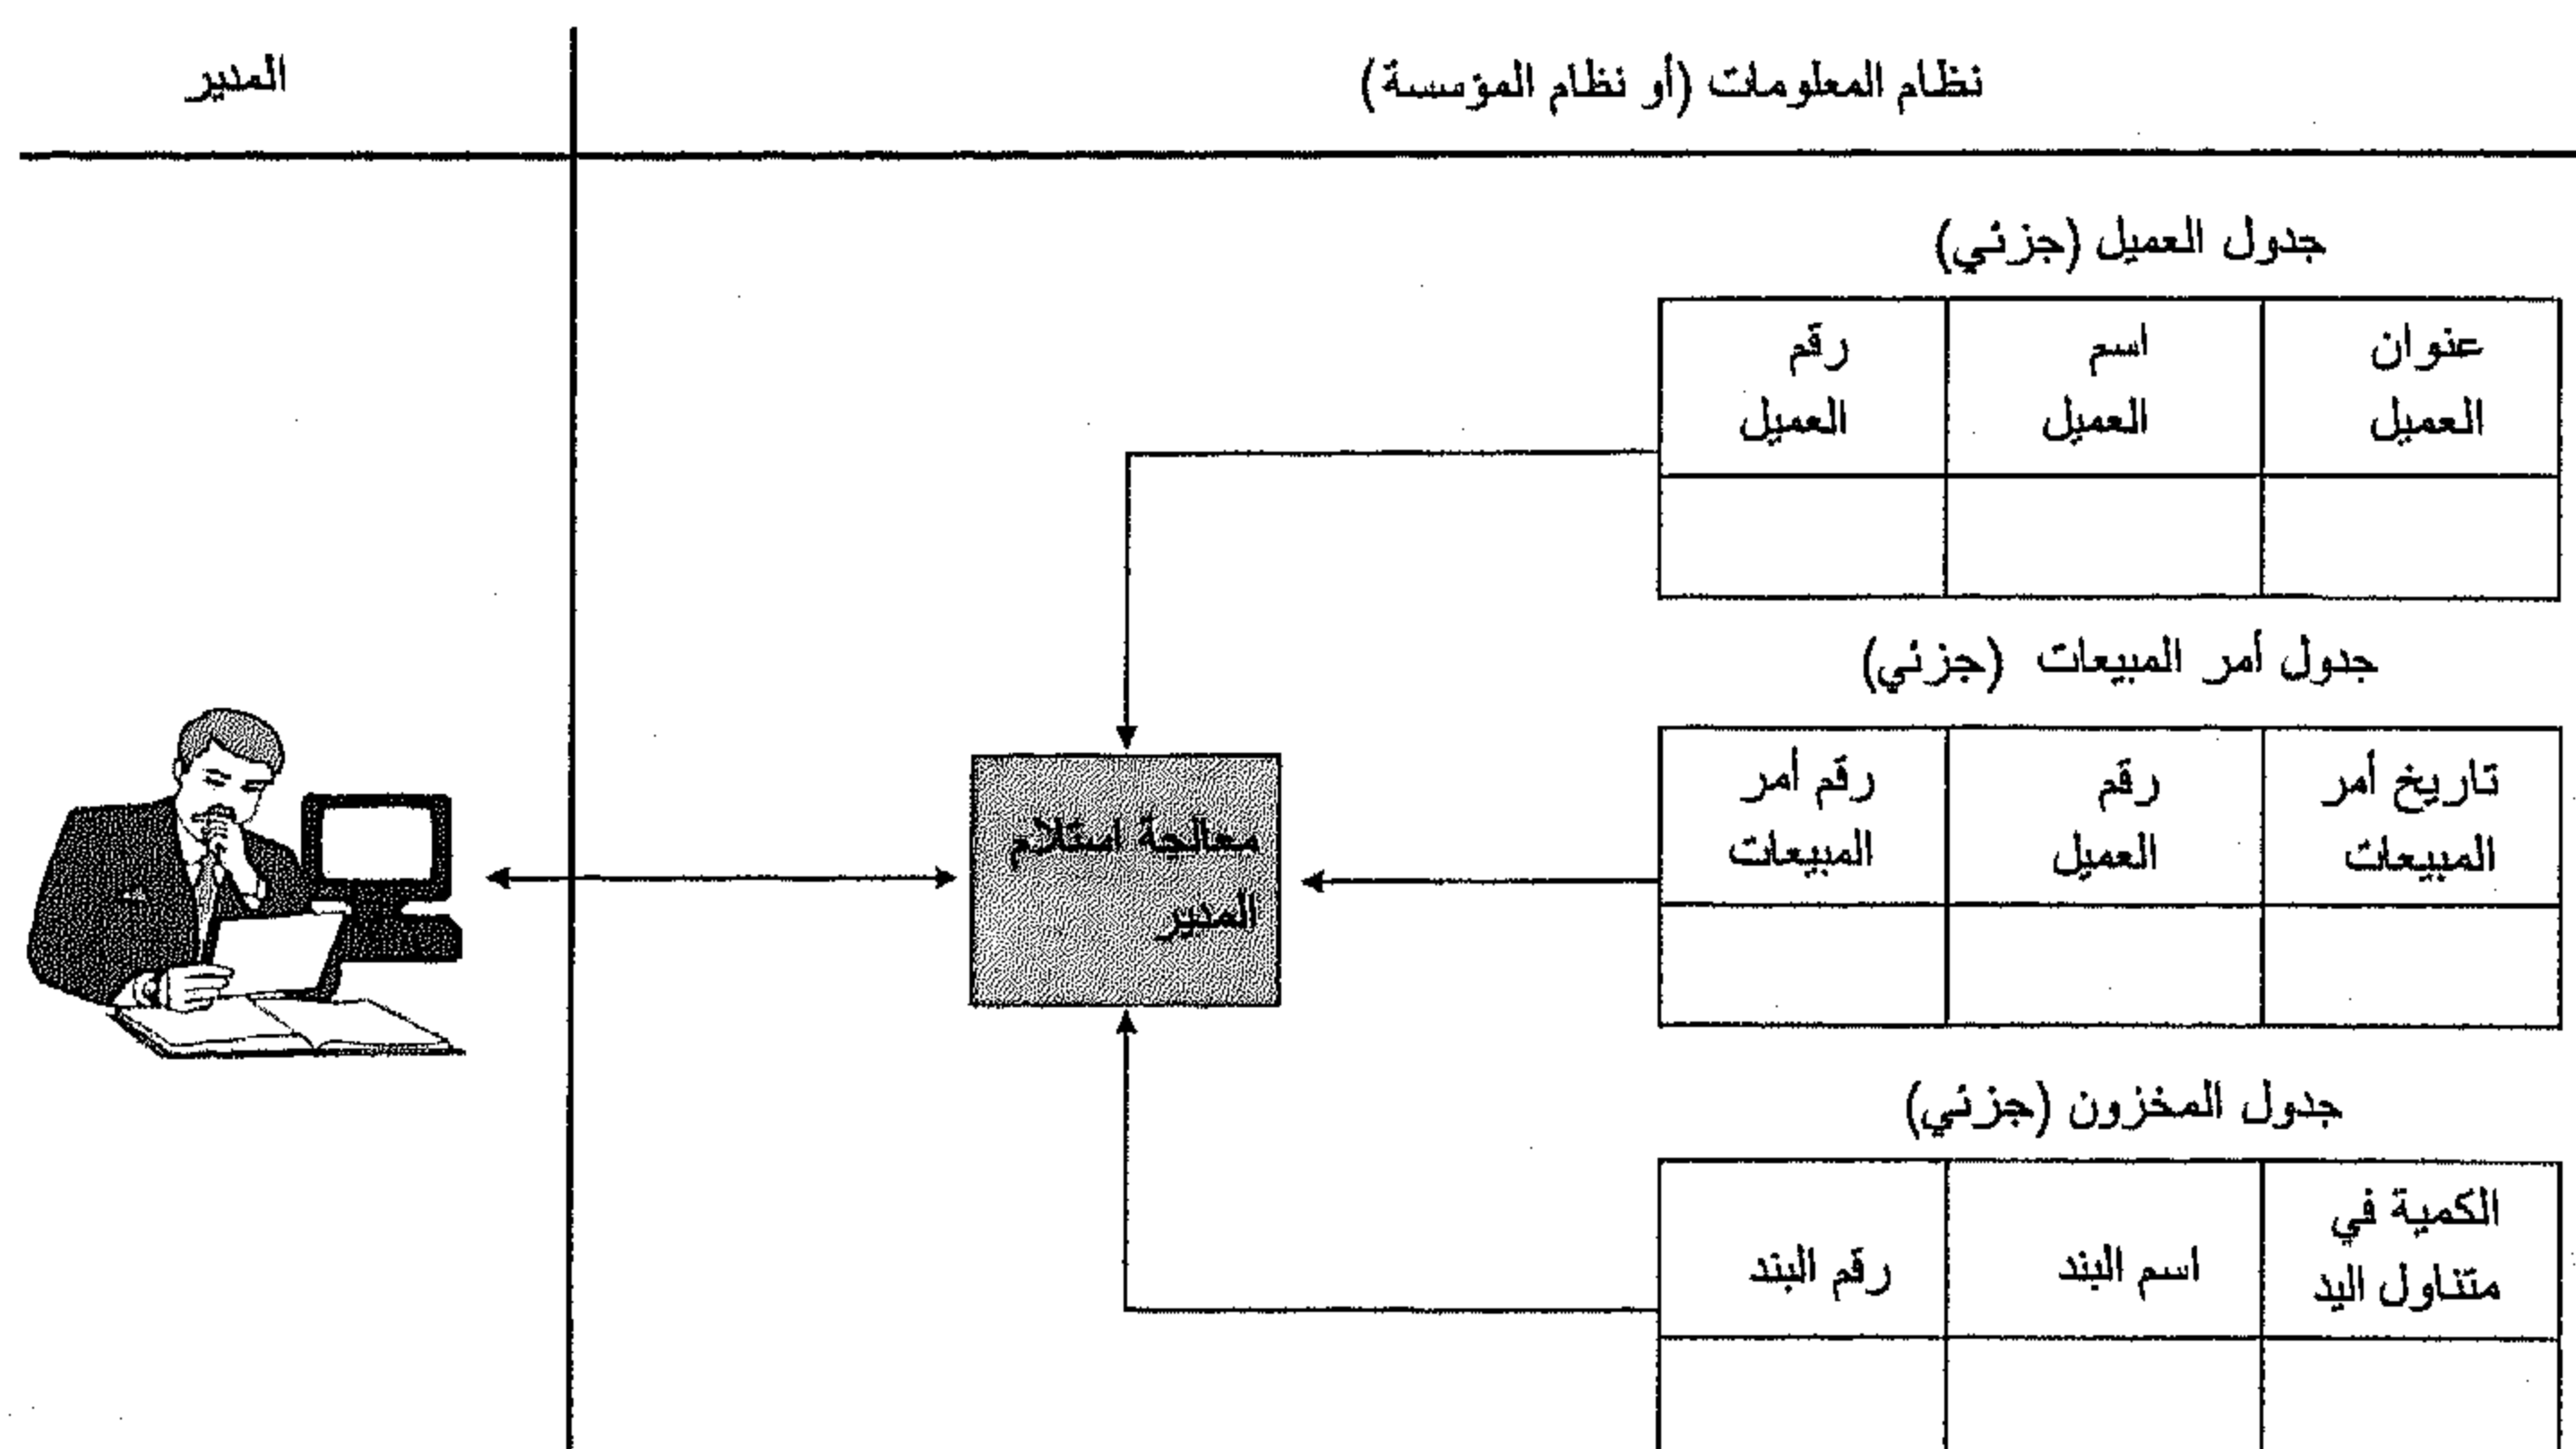 نظام المعلومات (أو نظام المؤسسة)
المدير
جدول العميل (جزئي)
عنوان
العميل
اسم
العميل
رقم
العميل
جدول أمر المبيعات (جزئي)
تاريخ أمر
المبيعات
رقم
العميل
رقم أمر
المبيعات
معالجة استلام
المدير
جدول المخزون (جزئي)
الكمية في
متناول اليد
اسم البند
رقم البند